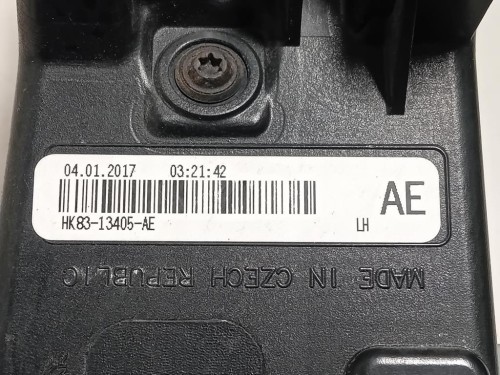 04.01.2017 03:21:42
AE
HK83-13405-AE LH
MADE IN CZECH REPUBLIC